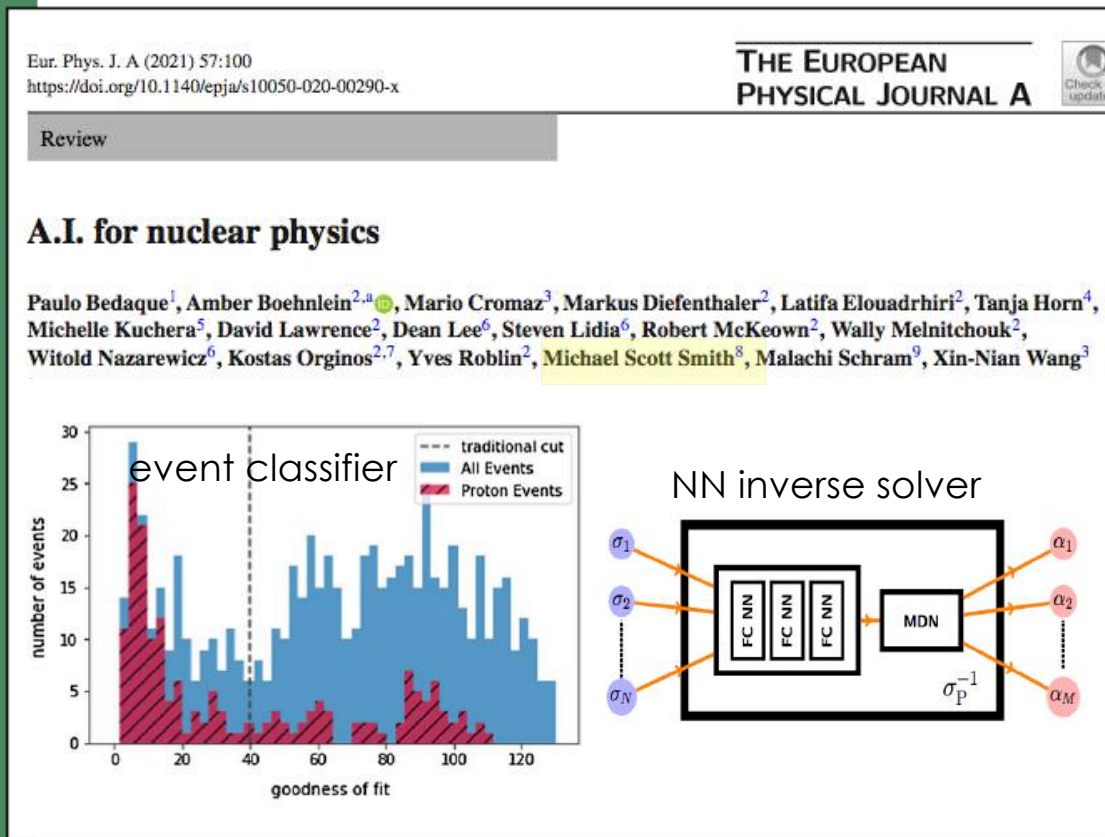 Eur. Phys. J. A (2021) 57:100
https://doi.org/10.1140/epja/s10050-020-00290-x
THE EUROPEAN
PHYSICAL JOURNAL A
Check
update
Review
A.I. for nuclear physics
Paulo Bedaque1, Amber Boehnlein2,a iD, Mario Cromaz3, Markus Diefenthaler2, Latifa Elouadrhiri2, Tanja Horn4,
Michelle Kuchera5, David Lawrence2, Dean Lee6, Steven Lidia6, Robert McKeown2, Wally Melnitchouk2,
Witold Nazarewicz6, Kostas Orginos2,7, Yves Roblin2, Michael Scott Smith8, Malachi Schram9, Xin-Nian Wang3
event classifier
traditional cut
All Events
Proton Events
number of events
30
25
20
15
10
5
0
0 20 40 60 80 100 120
goodness of fit
NN inverse solver
σ1
σ2
σN
FC NN FC NN FC NN
MDN
σP−1
α1
α2
αM